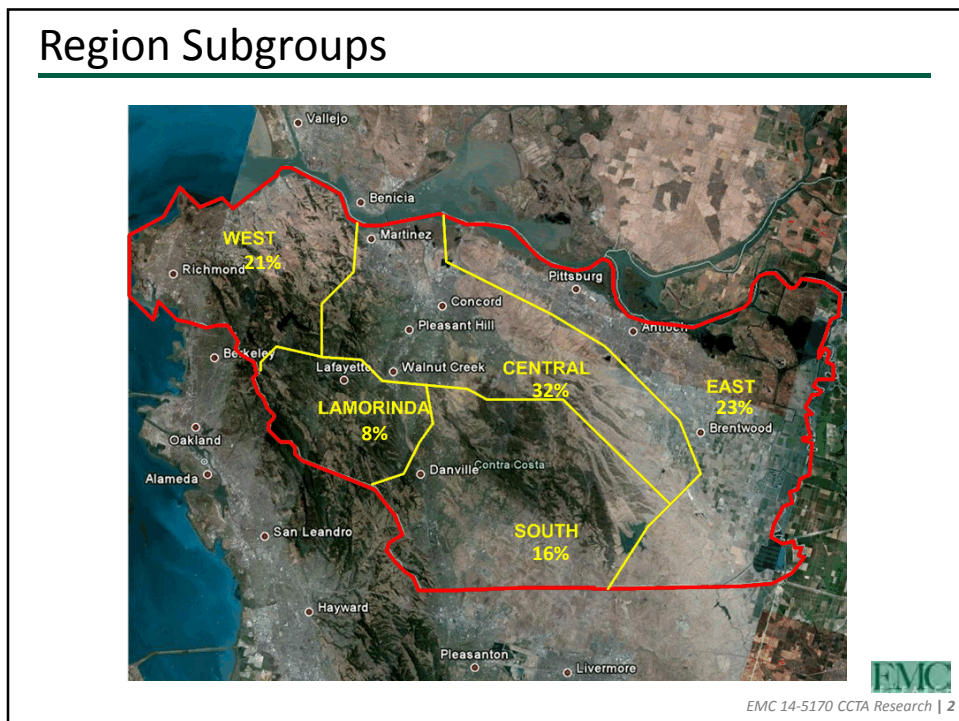 Region Subgroups
Vallejo
Benicia
Martinez
WEST
21%
Richmond
Pittsburg
Concord
Antioch
Pleasant Hill
Berkeley
Lafayette
Walnut Creek
CENTRAL
32%
EAST
23%
LAMORINDA
8%
Brentwood
Oakland
Danville
Contra Costa
Alameda
SOUTH
16%
San Leandro
Hayward
Pleasanton
Livermore
EMC
EMC 14-5170 CCTA Research | 2